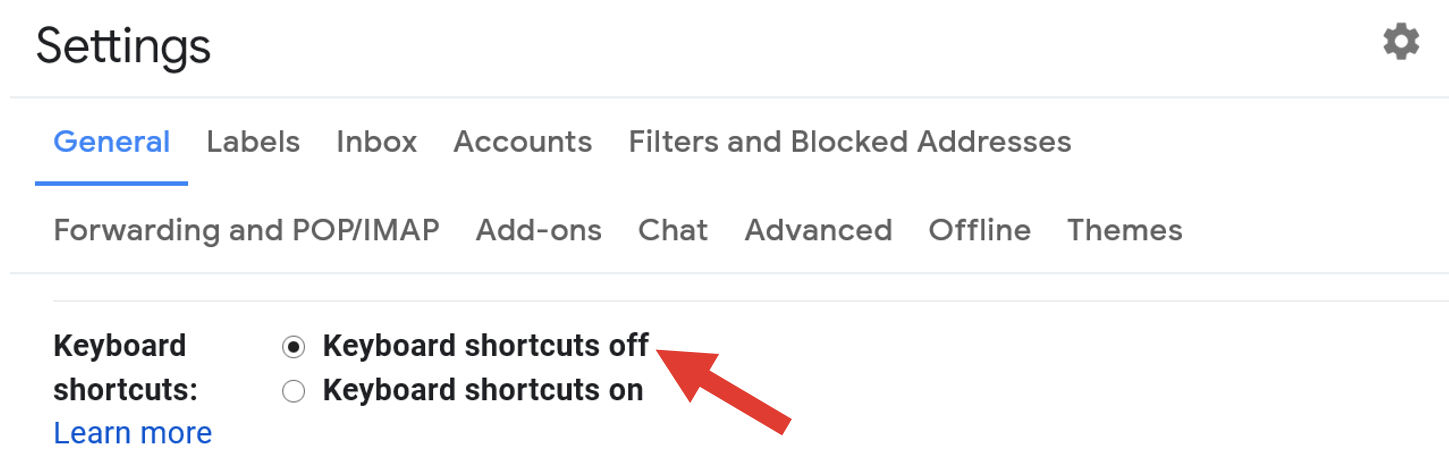 Settings
General Labels Inbox Accounts Filters and Blocked Addresses
Forwarding and POP/IMAP Add-ons Chat Advanced Offline Themes
Keyboard Keyboard shortcuts off
shortcuts: Keyboard shortcuts on
Learn more